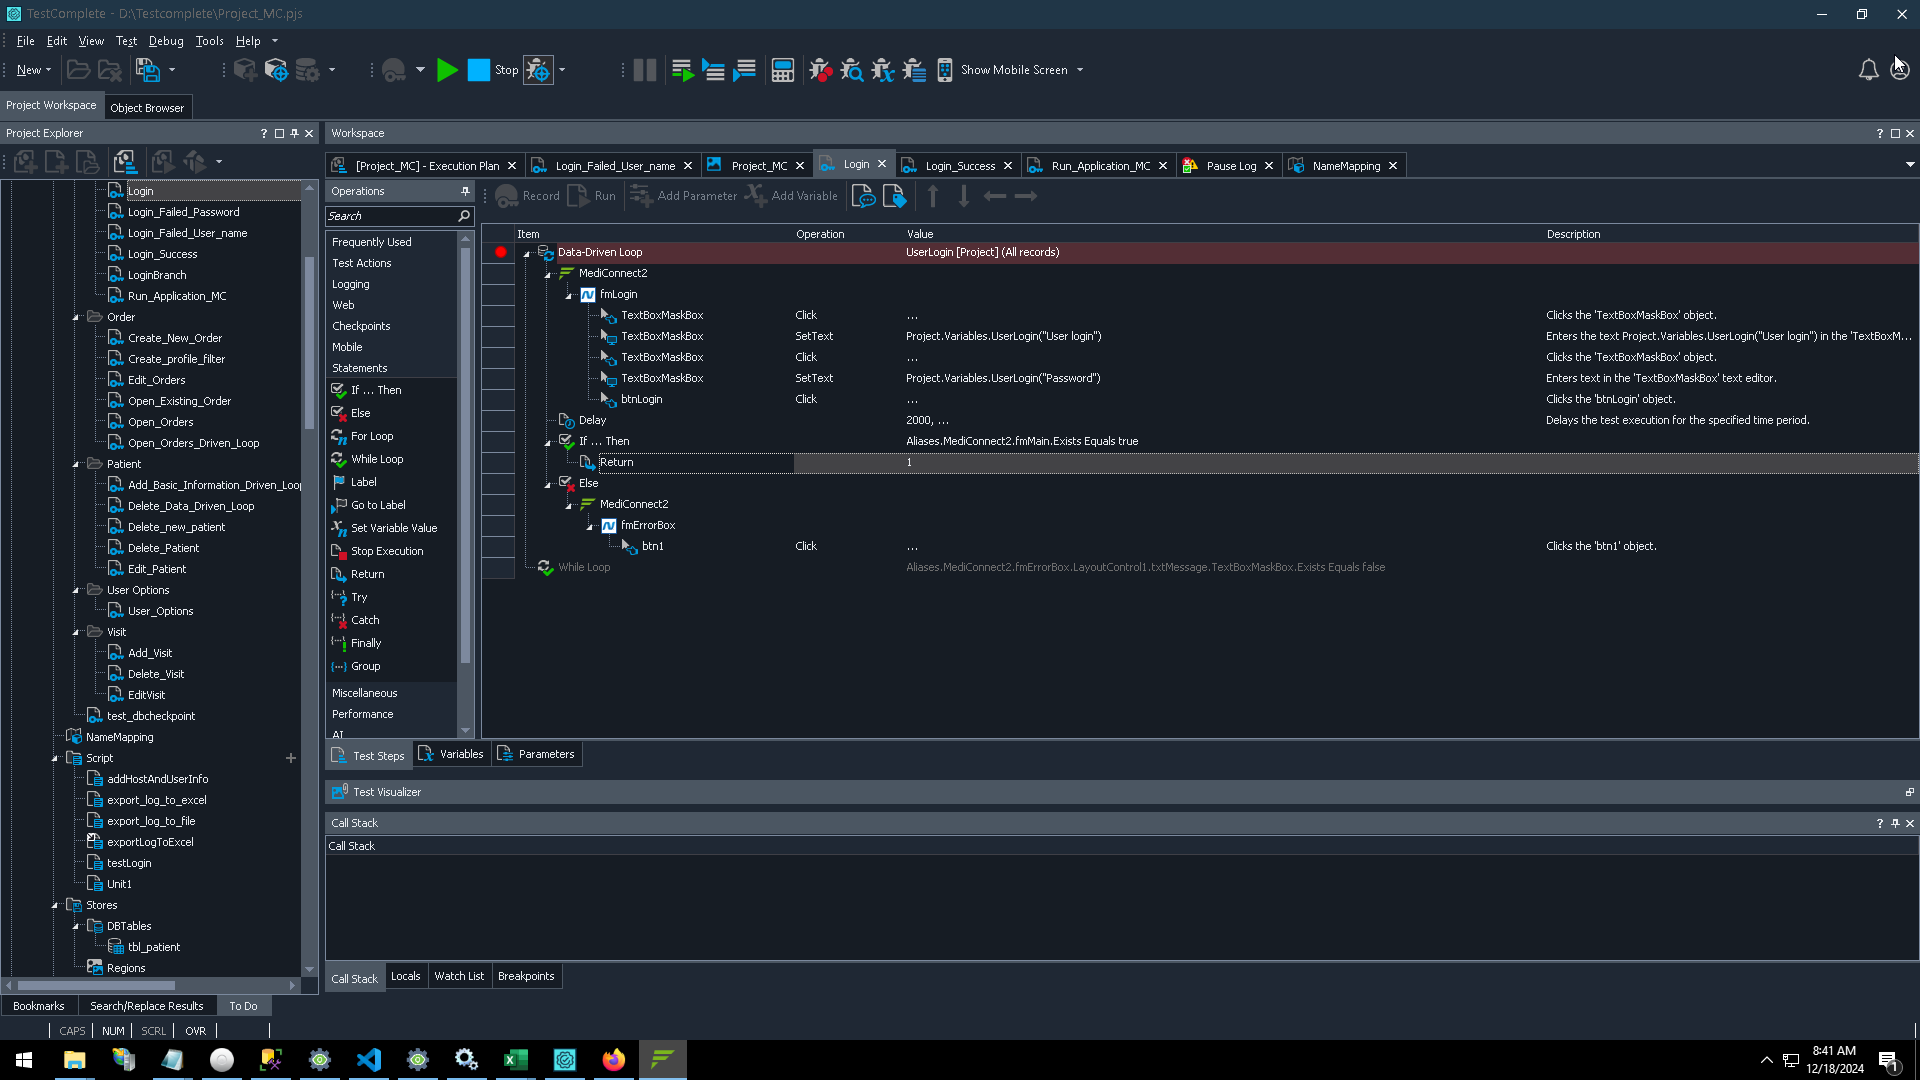 TestComplete - D:\Testcomplete\Project_MC.pjs
File Edit View Test Debug Tools Help
New Stop Show Mobile Screen
Project Workspace Object Browser
Project Explorer ?
Workspace ?
[Project_MC] - Execution Plan Login_Failed_User_name Project_MC Login Login_Success Run_Application_MC Pause Log NameMapping
Record Run Add Parameter Add Variable
Login
Login_Failed_Password
Login_Failed_User_name
Login_Success
LoginBranch
Run_Application_MC
Order
Create_New_Order
Create_profile_filter
Edit_Orders
Open_Existing_Order
Open_Orders
Open_Orders_Driven_Loop
Patient
Add_Basic_Information_Driven_Loop
Delete_Data_Driven_Loop
Delete_new_patient
Delete_Patient
Edit_Patient
User Options
User_Options
Visit
Add_Visit
Delete_Visit
EditVisit
test_dbcheckpoint
NameMapping
Script
addHostAndUserInfo
export_log_to_excel
export_log_to_file
exportLogToExcel
testLogin
Unit1
Stores
DBTables
tbl_patient
Regions
Bookmarks Search/Replace Results To Do
Operations
Search
Frequently Used
Test Actions
Logging
Web
Checkpoints
Mobile
Statements
If ... Then
Else
For Loop
While Loop
Label
Go to Label
Set Variable Value
Stop Execution
Return
Try
Catch
Finally
Group
Miscellaneous
Performance
AI
Item Operation Value Description
Data-Driven Loop UserLogin [Project] (All records)
MediConnect2
fmLogin
TextBoxMaskBox Click ... Clicks the 'TextBoxMaskBox' object.
TextBoxMaskBox SetText Project.Variables.UserLogin("User login") Enters the text Project.Variables.UserLogin("User login") in the 'TextBoxM...
TextBoxMaskBox Click ... Clicks the 'TextBoxMaskBox' object.
TextBoxMaskBox SetText Project.Variables.UserLogin("Password") Enters text in the 'TextBoxMaskBox' text editor.
btnLogin Click ... Clicks the 'btnLogin' object.
Delay 2000, ... Delays the test execution for the specified time period.
If ... Then Aliases.MediConnect2.fmMain.Exists Equals true
Return 1
Else
MediConnect2
fmErrorBox
btn1 Click ... Clicks the 'btn1' object.
While Loop Aliases.MediConnect2.fmErrorBox.LayoutControl1.txtMessage.TextBoxMaskBox.Exists Equals false
Test Steps Variables Parameters
Test Visualizer
Call Stack ?
Call Stack
Call Stack Locals Watch List Breakpoints
CAPS NUM SCRL OVR
8:41 AM
12/18/2024
1